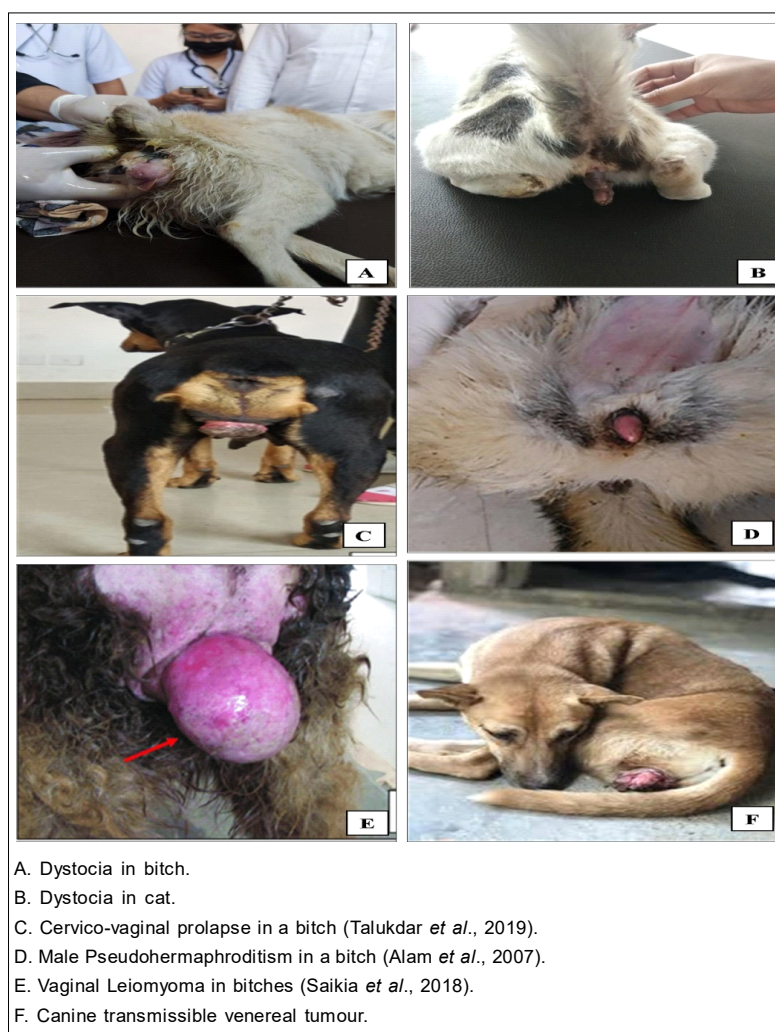 A
B
C
D
E
F
A. Dystocia in bitch.
B. Dystocia in cat.
C. Cervico-vaginal prolapse in a bitch (Talukdar et al., 2019).
D. Male Pseudohermaphroditism in a bitch (Alam et al., 2007).
E. Vaginal Leiomyoma in bitches (Saikia et al., 2018).
F. Canine transmissible venereal tumour.